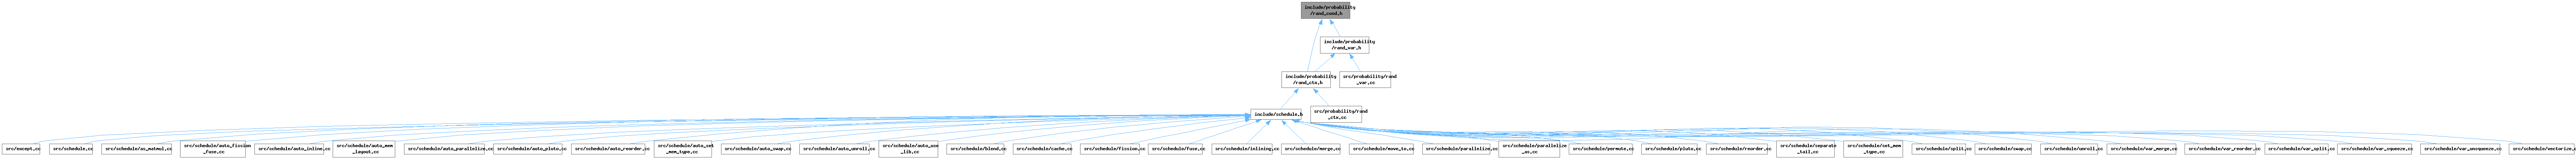 include/probability
/rand_cond.h
include/probability
/rand_var.h
include/probability
/rand_ctx.h
src/probability/rand
_var.cc
include/schedule.h
src/probability/rand
_ctx.cc
src/except.cc
src/schedule.cc
src/schedule/as_matmul.cc
src/schedule/auto_fission
_fuse.cc
src/schedule/auto_inline.cc
src/schedule/auto_mem
_layout.cc
src/schedule/auto_parallelize.cc
src/schedule/auto_pluto.cc
src/schedule/auto_reorder.cc
src/schedule/auto_set
_mem_type.cc
src/schedule/auto_swap.cc
src/schedule/auto_unroll.cc
src/schedule/auto_use
_lib.cc
src/schedule/blend.cc
src/schedule/cache.cc
src/schedule/fission.cc
src/schedule/fuse.cc
src/schedule/inlining.cc
src/schedule/merge.cc
src/schedule/move_to.cc
src/schedule/parallelize.cc
src/schedule/parallelize
_as.cc
src/schedule/permute.cc
src/schedule/pluto.cc
src/schedule/reorder.cc
src/schedule/separate
_tail.cc
src/schedule/set_mem
_type.cc
src/schedule/split.cc
src/schedule/swap.cc
src/schedule/unroll.cc
src/schedule/var_merge.cc
src/schedule/var_reorder.cc
src/schedule/var_split.cc
src/schedule/var_squeeze.cc
src/schedule/var_unsqueeze.cc